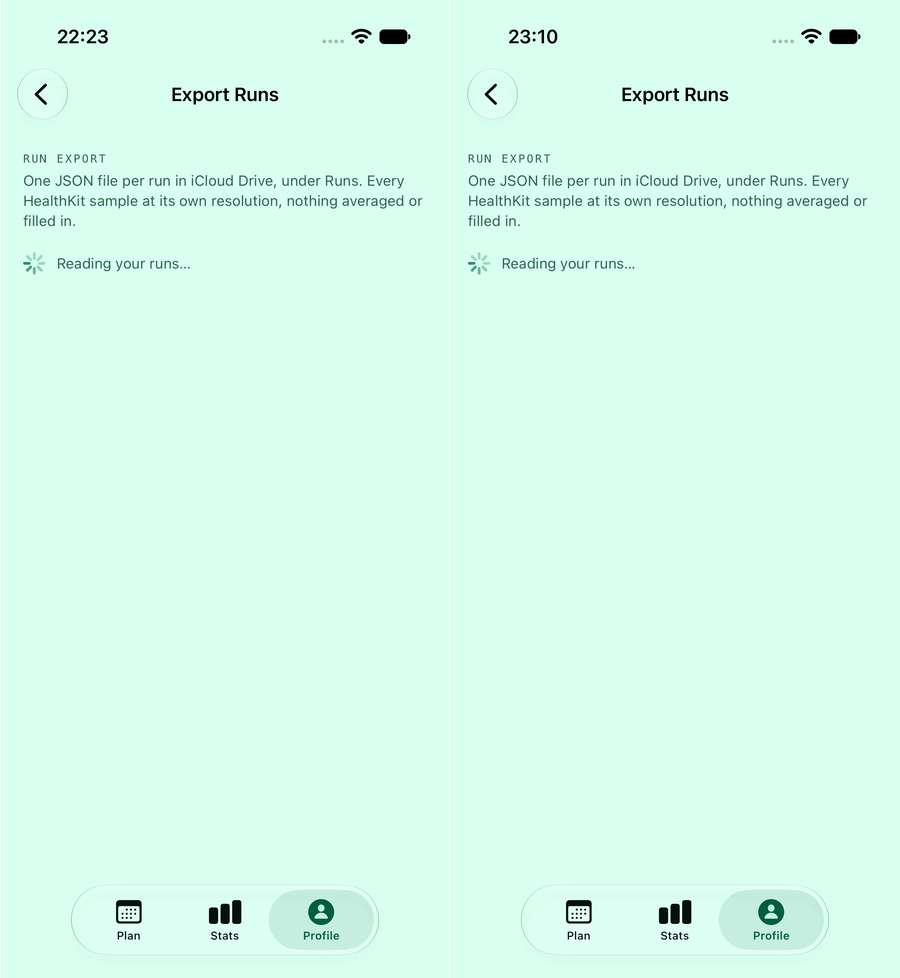 22:23
Export Runs
RUN EXPORT
One JSON file per run in iCloud Drive, under Runs. Every
HealthKit sample at its own resolution, nothing averaged or
filled in.
Reading your runs...
Plan
Stats
Profile
23:10
Export Runs
RUN EXPORT
One JSON file per run in iCloud Drive, under Runs. Every
HealthKit sample at its own resolution, nothing averaged or
filled in.
Reading your runs...
Plan
Stats
Profile